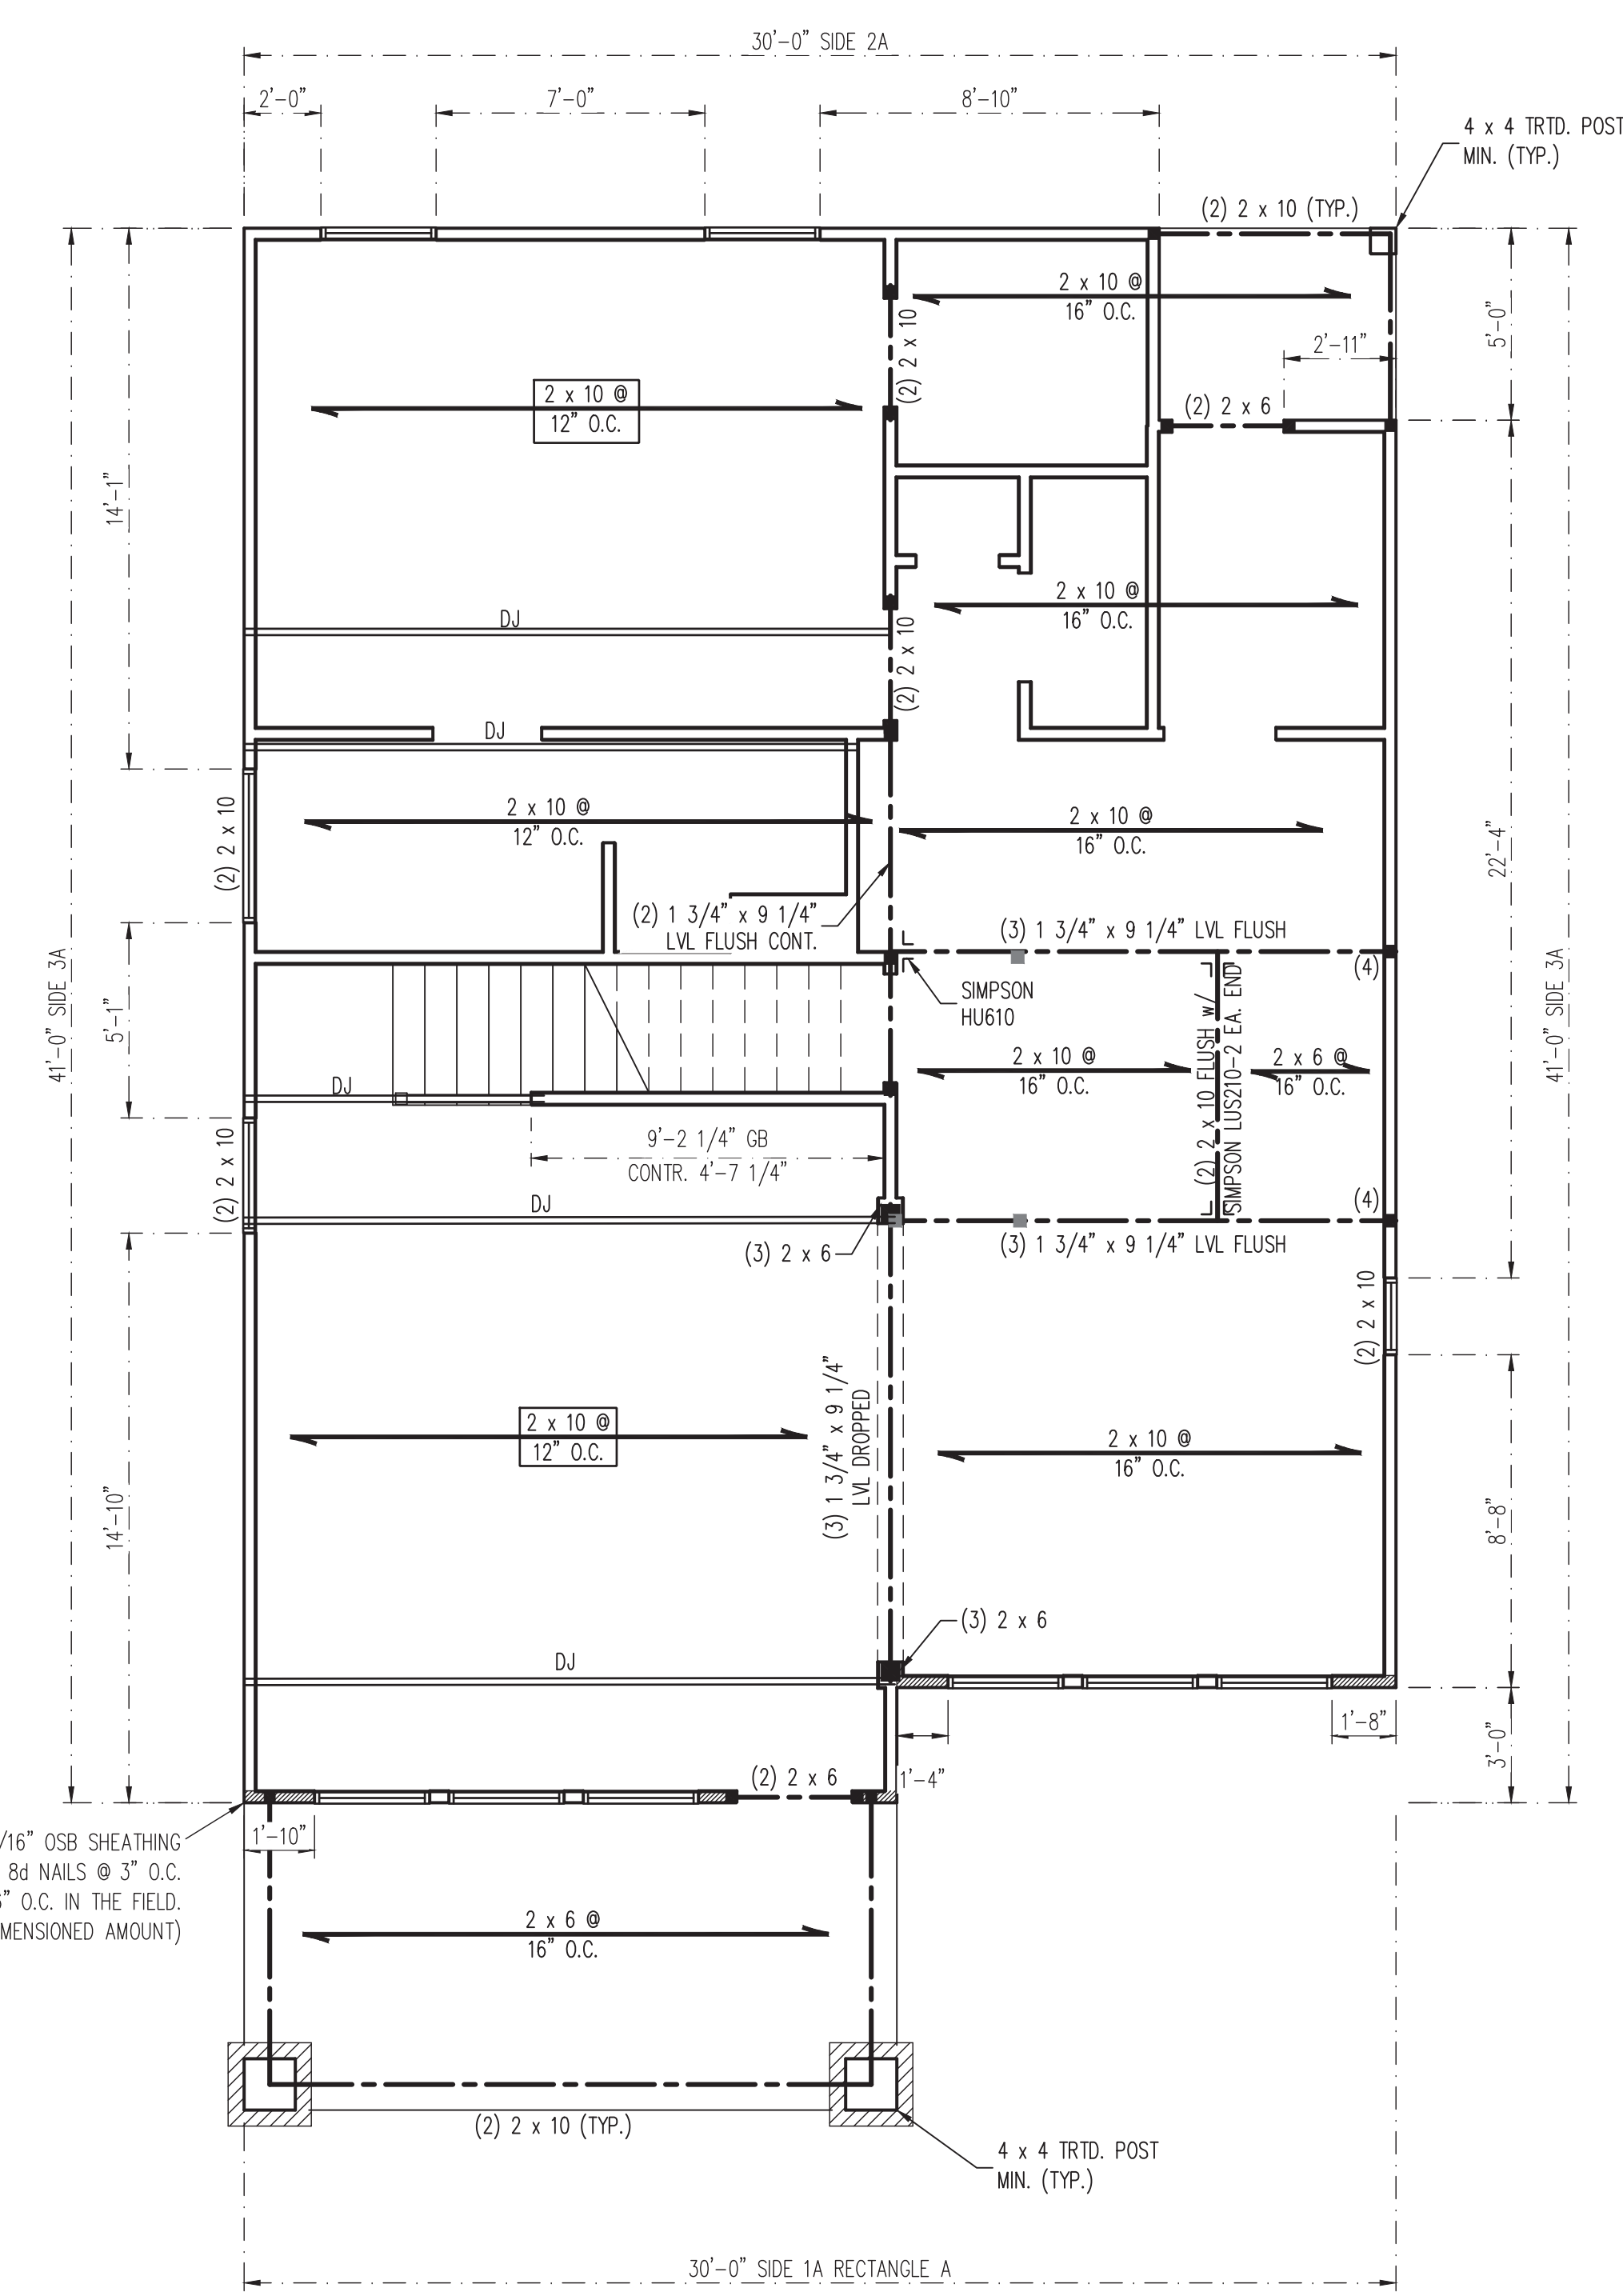 30'-0" SIDE 2A
2'-0"
7'-0"
8'-10"
4 x 4 TRTD. POST
MIN. (TYP.)
(2) 2 x 10 (TYP.)
2 x 10 @
16" O.C.
5'-0"
2'-11"
(2) 2 x 10
2 x 10 @
12" O.C.
(2) 2 x 6
14'-1"
2 x 10 @
16" O.C.
DJ
(2) 2 x 10
DJ
2 x 10 @
12" O.C.
2 x 10 @
16" O.C.
(2) 2 x 10
22'-4"
(2) 1 3/4" x 9 1/4"
LVL FLUSH CONT.
(3) 1 3/4" x 9 1/4" LVL FLUSH
(4)
41'-0" SIDE 3A
5'-1"
SIMPSON
HU610
(2) 2 x 10 FLUSH w/
SIMPSON LUS210-2 EA. END
41'-0" SIDE 3A
2 x 10 @
16" O.C.
2 x 6 @
16" O.C.
DJ
9'-2 1/4" GB
CONTR. 4'-7 1/4"
(2) 2 x 10
DJ
(4)
(3) 2 x 6
(3) 1 3/4" x 9 1/4" LVL FLUSH
(2) 2 x 10
2 x 10 @
12" O.C.
(3) 1 3/4" x 9 1/4"
LVL DROPPED
2 x 10 @
16" O.C.
14'-10"
8'-8"
(3) 2 x 6
DJ
1'-8"
3'-0"
1'-4"
(2) 2 x 6
1'-10"
/16" OSB SHEATHING
8d NAILS @ 3" O.C.
" O.C. IN THE FIELD.
MENSIONED AMOUNT)
2 x 6 @
16" O.C.
(2) 2 x 10 (TYP.)
4 x 4 TRTD. POST
MIN. (TYP.)
30'-0" SIDE 1A RECTANGLE A